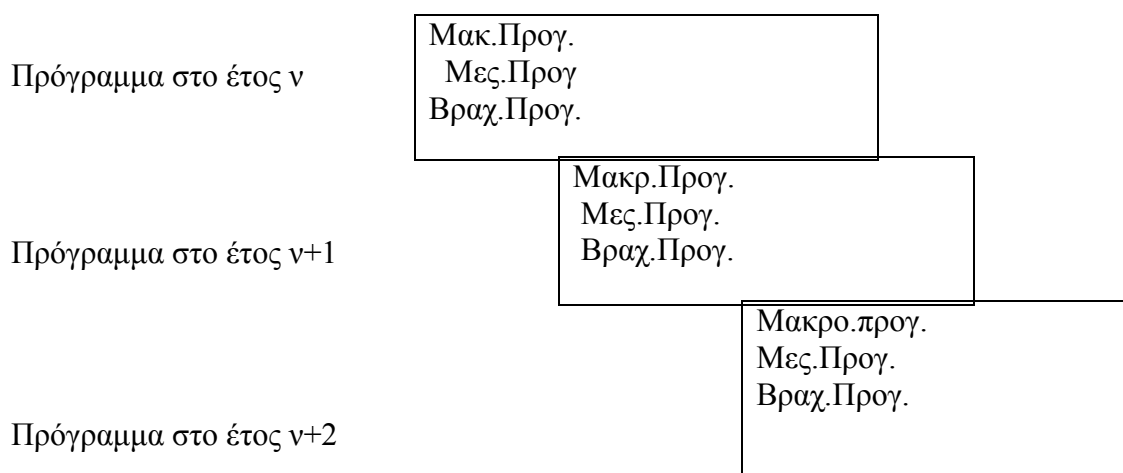 Μακ.Προγ.
Πρόγραμμα στο έτος ν
Μες.Προγ
Βραχ.Προγ.
Μακρ.Προγ.
Μες.Προγ.
Πρόγραμμα στο έτος ν+1
Βραχ.Προγ.
Μακρο.προγ.
Μες.Προγ.
Βραχ.Προγ.
Πρόγραμμα στο έτος ν+2